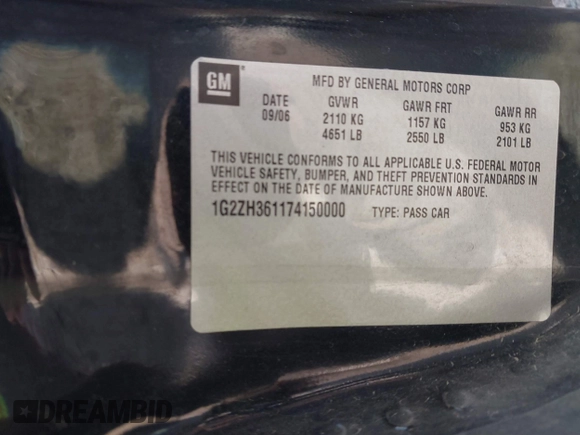 GM
MFD BY GENERAL MOTORS CORP
DATE GVWR GAWR FRT GAWR RR
09/06 2110 KG 1157 KG 953 KG
4651 LB 2550 LB 2101 LB
THIS VEHICLE CONFORMS TO ALL APPLICABLE U.S. FEDERAL MOTOR
VEHICLE SAFETY, BUMPER, AND THEFT PREVENTION STANDARDS IN
EFFECT ON THE DATE OF MANUFACTURE SHOWN ABOVE.
1G2ZH361174150000 TYPE: PASS CAR
DREAMBID